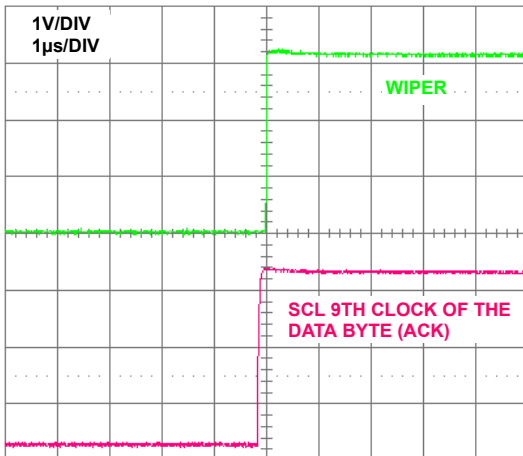 1V/DIV
1µs/DIV
WIPER
SCL 9TH CLOCK OF THE
DATA BYTE (ACK)